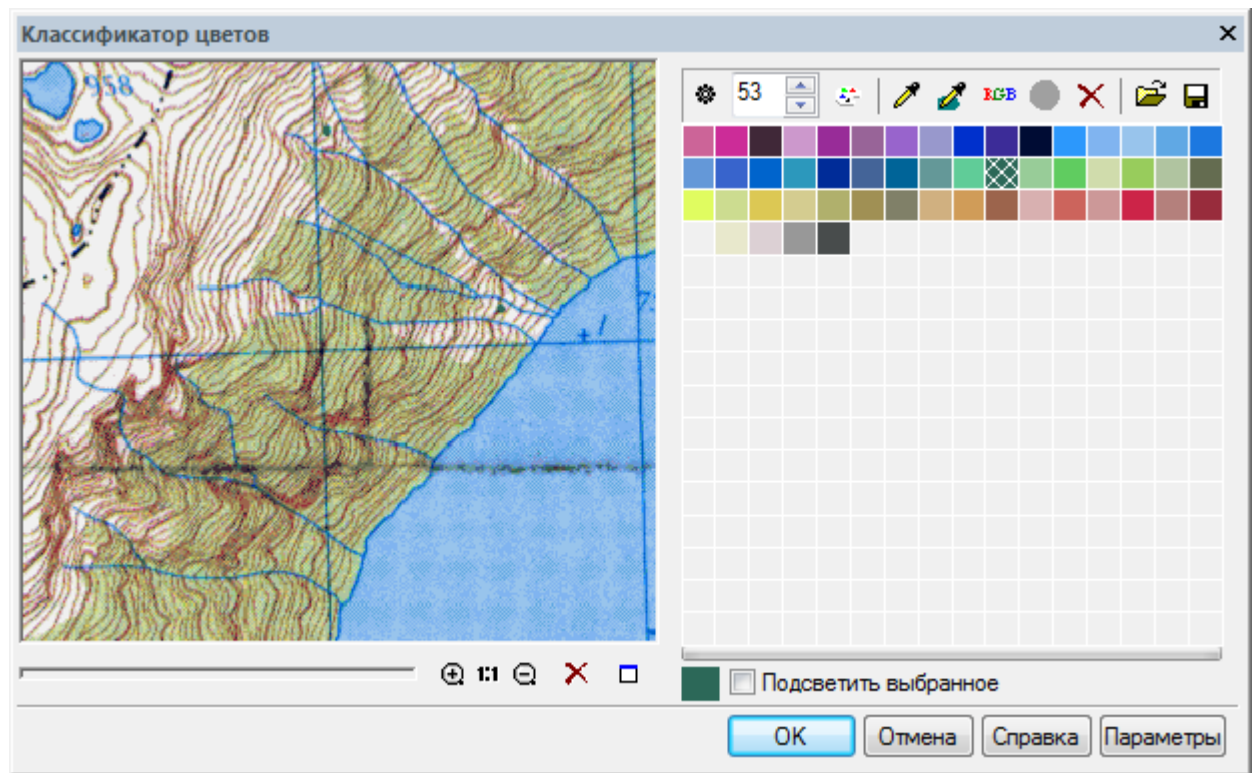 Классификатор цветов
958
53
RGB
1:1
Подсветить выбранное
OK
Отмена
Справка
Параметры